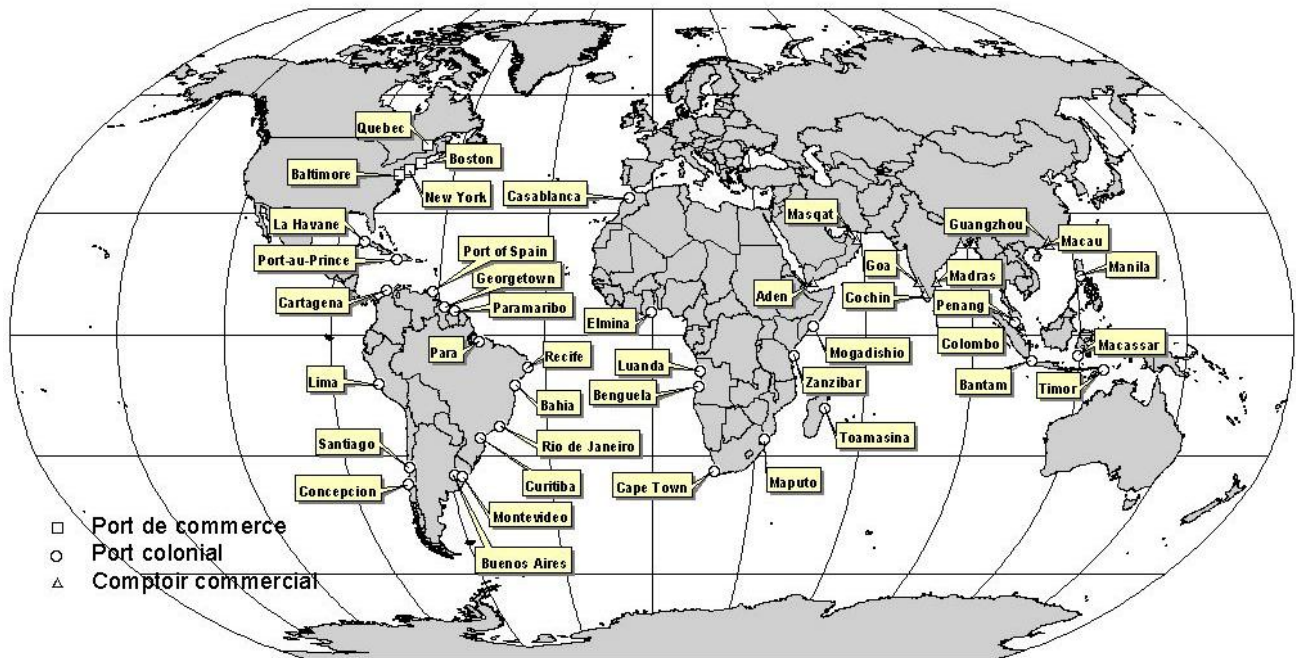 Quebec
Boston
Baltimore
New York
Casablanca
Masqat
Guangzhou
La Havane
Macau
Port of Spain
Port-au-Prince
Goa
Madras
Manila
Georgetown
Aden
Cochin
Cartagena
Paramaribo
Penang
Elmina
Mogadishio
Colombo
Macassar
Para
Recife
Luanda
Lima
Zanzibar
Bantam
Timor
Benguela
Bahia
Toamasina
Santiago
Rio de Janeiro
Concepcion
Curitiba
Cape Town
Maputo
Montevideo
Port de commerce
Port colonial
Buenos Aires
Comptoir commercial